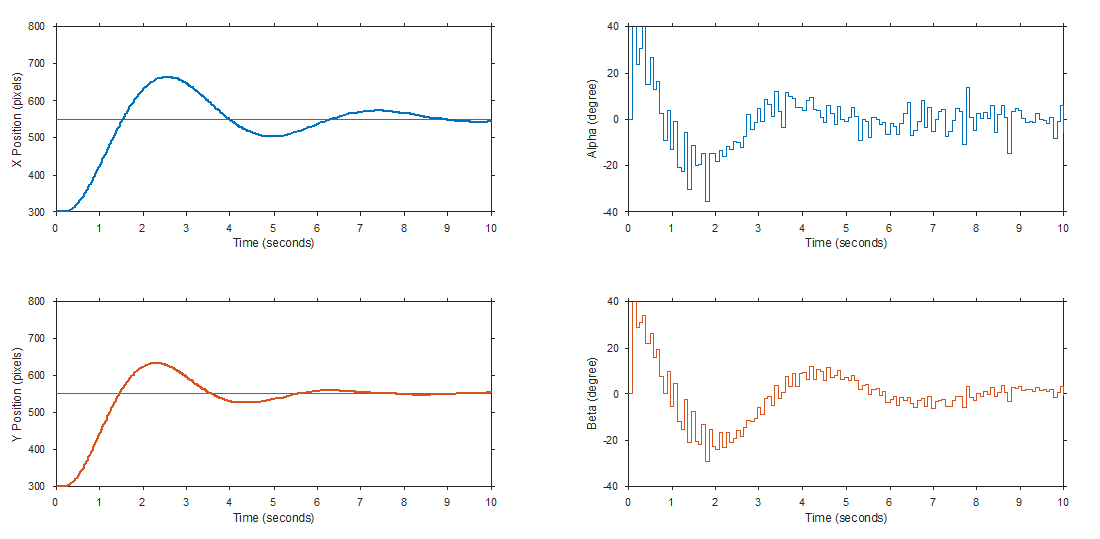 X Position (pixels)
800
700
600
500
400
300
0 1 2 3 4 5 6 7 8 9 10
Time (seconds)
Alpha (degree)
40
20
0
-20
-40
0 1 2 3 4 5 6 7 8 9 10
Time (seconds)
Y Position (pixels)
800
700
600
500
400
300
0 1 2 3 4 5 6 7 8 9 10
Time (seconds)
Beta (degree)
40
20
0
-20
-40
0 1 2 3 4 5 6 7 8 9 10
Time (seconds)